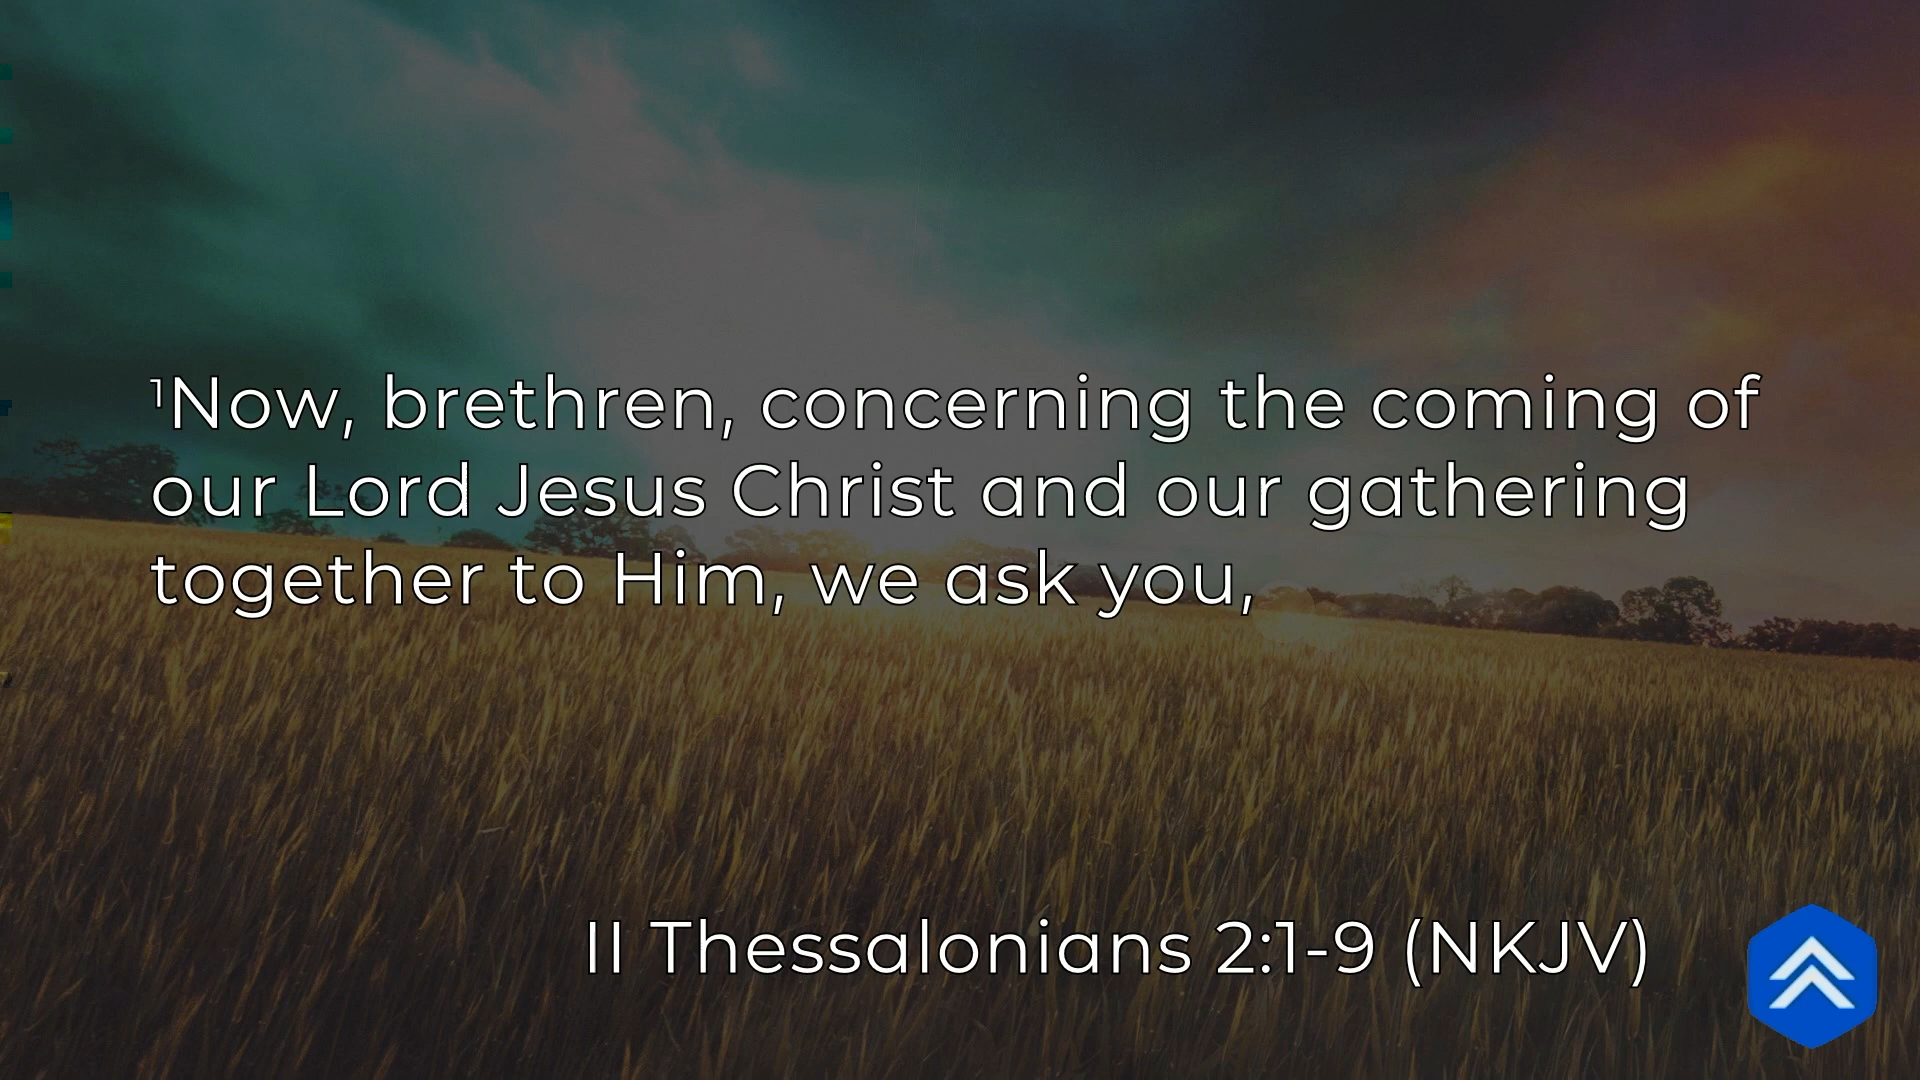 ¹Now, brethren, concerning the coming of
our Lord Jesus Christ and our gathering
together to Him, we ask you,
II Thessalonians 2:1-9 (NKJV)